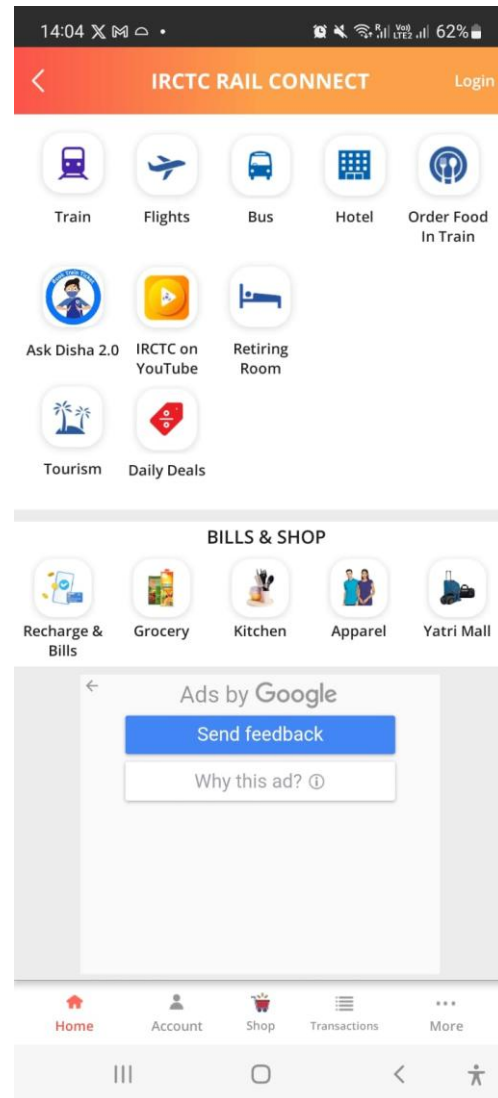 14:04
62%
IRCTC RAIL CONNECT
Login
Train
Flights
Bus
Hotel
Order Food
In Train
Ask Disha 2.0
IRCTC on
YouTube
Retiring
Room
Tourism
Daily Deals
BILLS & SHOP
Recharge &
Bills
Grocery
Kitchen
Apparel
Yatri Mall
Ads by Google
Send feedback
Why this ad?
Home
Account
Shop
Transactions
More